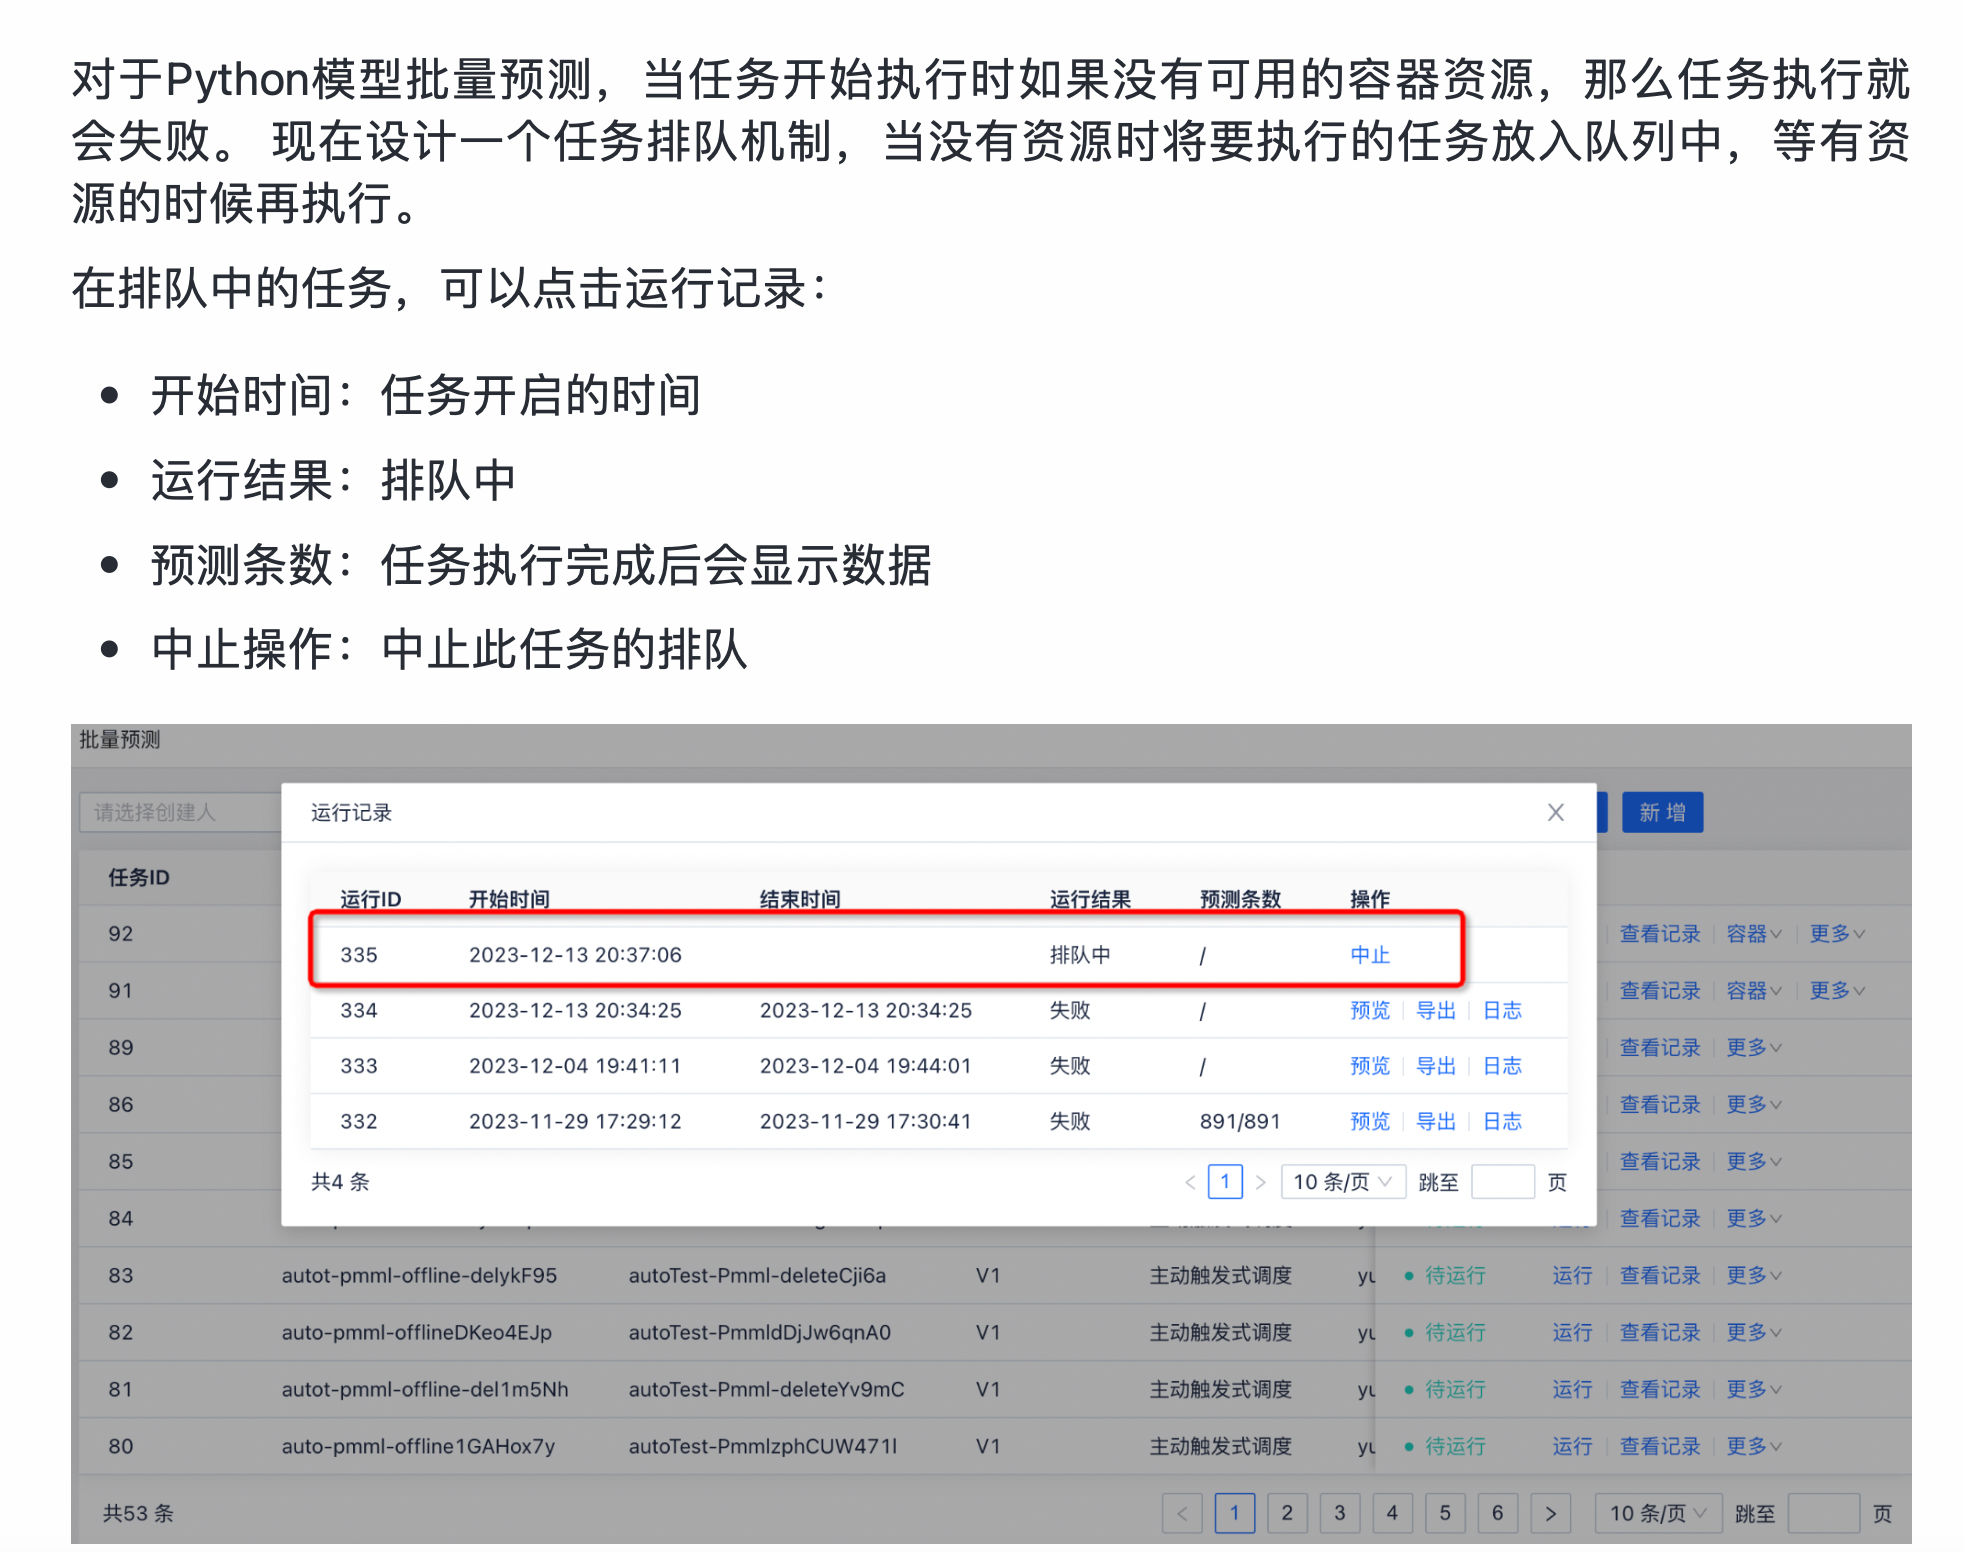 对于Python模型批量预测，当任务开始执行时如果没有可用的容器资源，那么任务执行就
会失败。 现在设计一个任务排队机制，当没有资源时将要执行的任务放入队列中，等有资
源的时候再执行。
在排队中的任务，可以点击运行记录：
• 开始时间：任务开启的时间
• 运行结果：排队中
• 预测条数：任务执行完成后会显示数据
• 中止操作：中止此任务的排队
批量预测
请选择创建人
新 增
运行记录
任务ID
运行ID 开始时间 结束时间 运行结果 预测条数 操作
92 查看记录 容器 更多
335 2023-12-13 20:37:06 排队中 / 中止
91 查看记录 容器 更多
334 2023-12-13 20:34:25 2023-12-13 20:34:25 失败 / 预览 导出 日志
89 查看记录 更多
333 2023-12-04 19:41:11 2023-12-04 19:44:01 失败 / 预览 导出 日志
86 查看记录 更多
332 2023-11-29 17:29:12 2023-11-29 17:30:41 失败 891/891 预览 导出 日志
85 查看记录 更多
共4 条 < 1 > 10 条/页 跳至 页
84 查看记录 更多
83 autot-pmml-offline-delykF95 autoTest-Pmml-deleteCji6a V1 主动触发式调度 待运行 运行 查看记录 更多
82 auto-pmml-offlineDKeo4EJp autoTest-PmmldDjJw6qnA0 V1 主动触发式调度 待运行 运行 查看记录 更多
81 autot-pmml-offline-del1m5Nh autoTest-Pmml-deleteYv9mC V1 主动触发式调度 待运行 运行 查看记录 更多
80 auto-pmml-offline1GAHox7y autoTest-PmmlzphCUW471l V1 主动触发式调度 待运行 运行 查看记录 更多
共53 条 < 1 2 3 4 5 6 > 10 条/页 跳至 页